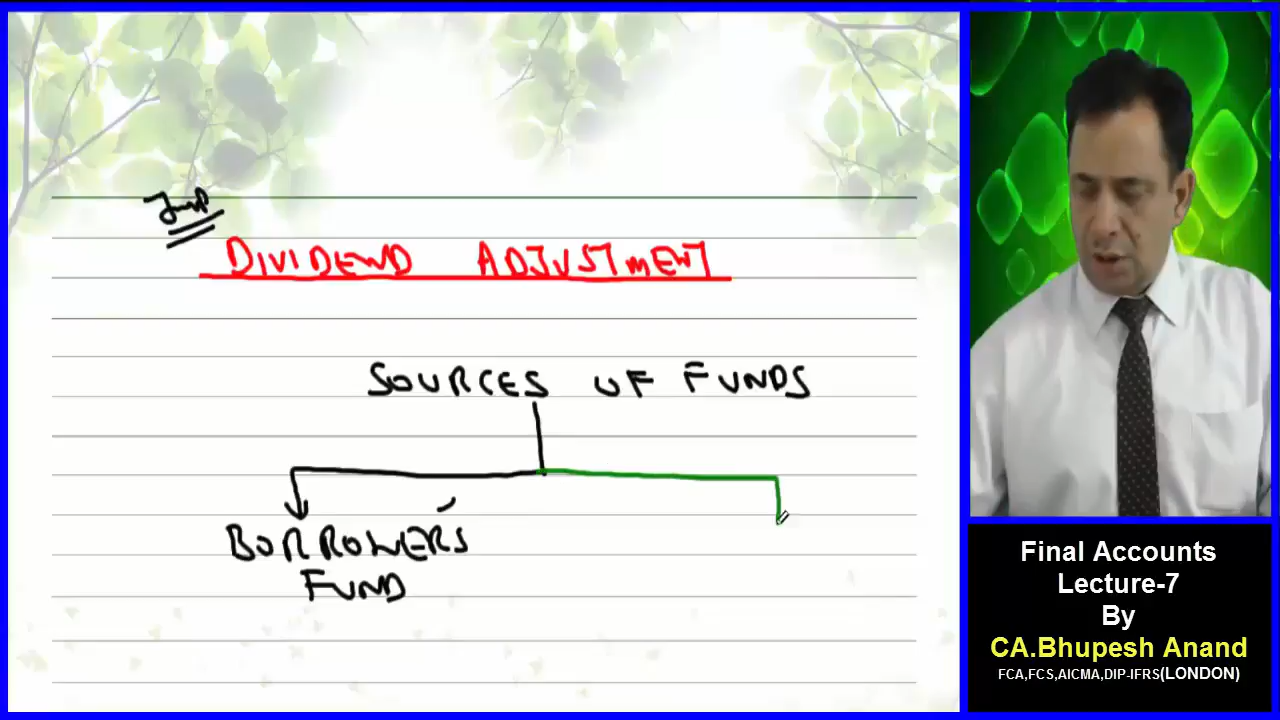 Imp
DIVIDEND ADJUSTMENT
SOURCES OF FUNDS
BORROWER'S
FUND
Final Accounts
Lecture-7
By
CA.Bhupesh Anand
FCA,FCS,AICMA,DIP-IFRS(LONDON)